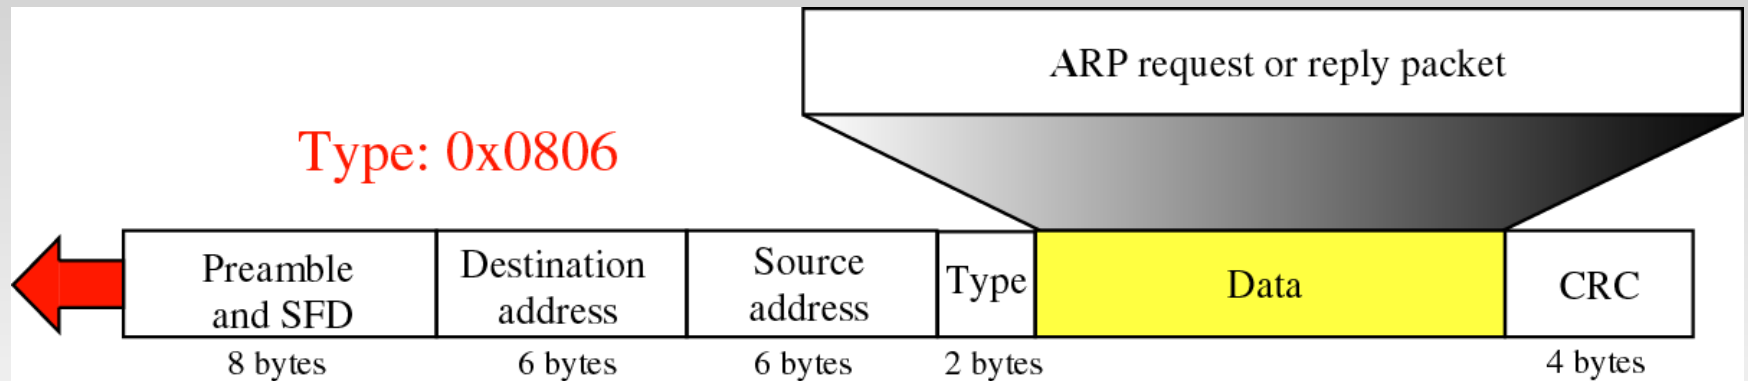 ARP request or reply packet
Type: 0x0806
Preamble
and SFD
Destination
address
Source
address
Type
Data
CRC
8 bytes
6 bytes
6 bytes
2 bytes
4 bytes